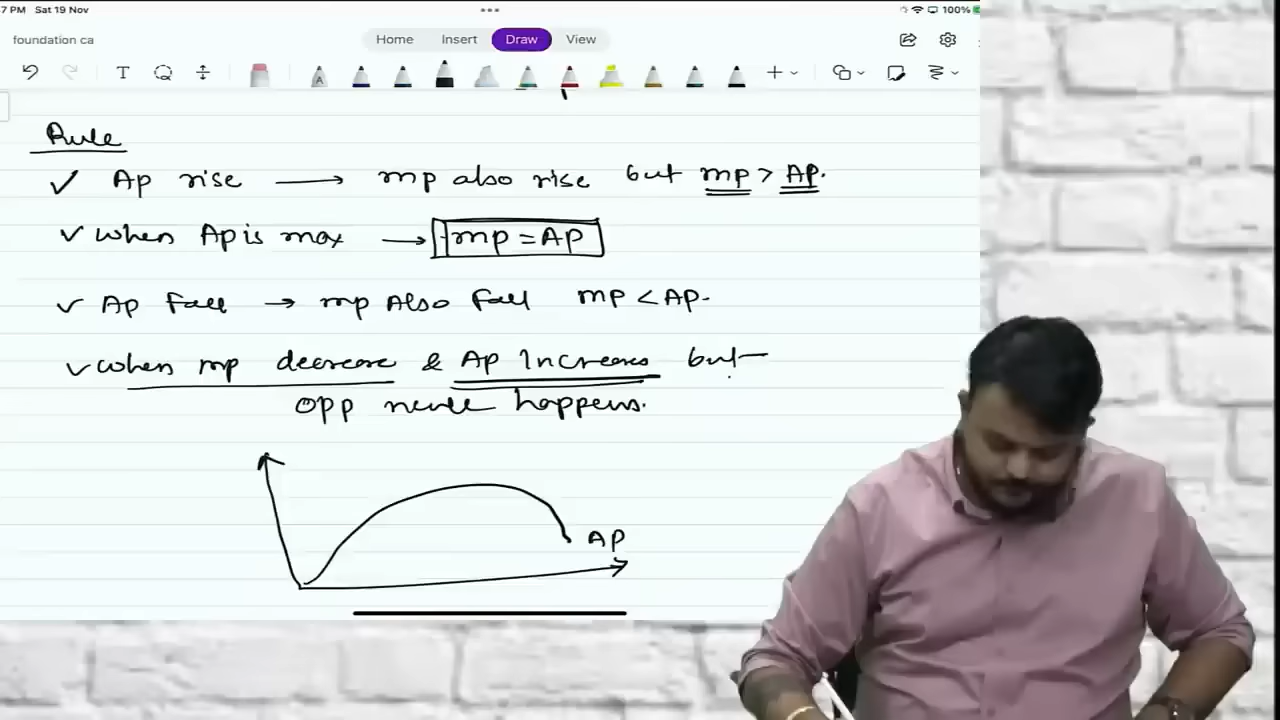 7 PM Sat 19 Nov
100%
foundation ca
Home Insert Draw View
Rule
Ap rise → mp also rise but mp > Ap.
when Ap is max → mp = AP
Ap fall → mp Also fall mp < AP.
when mp decrease & Ap Increases but
opp never happens.
AP